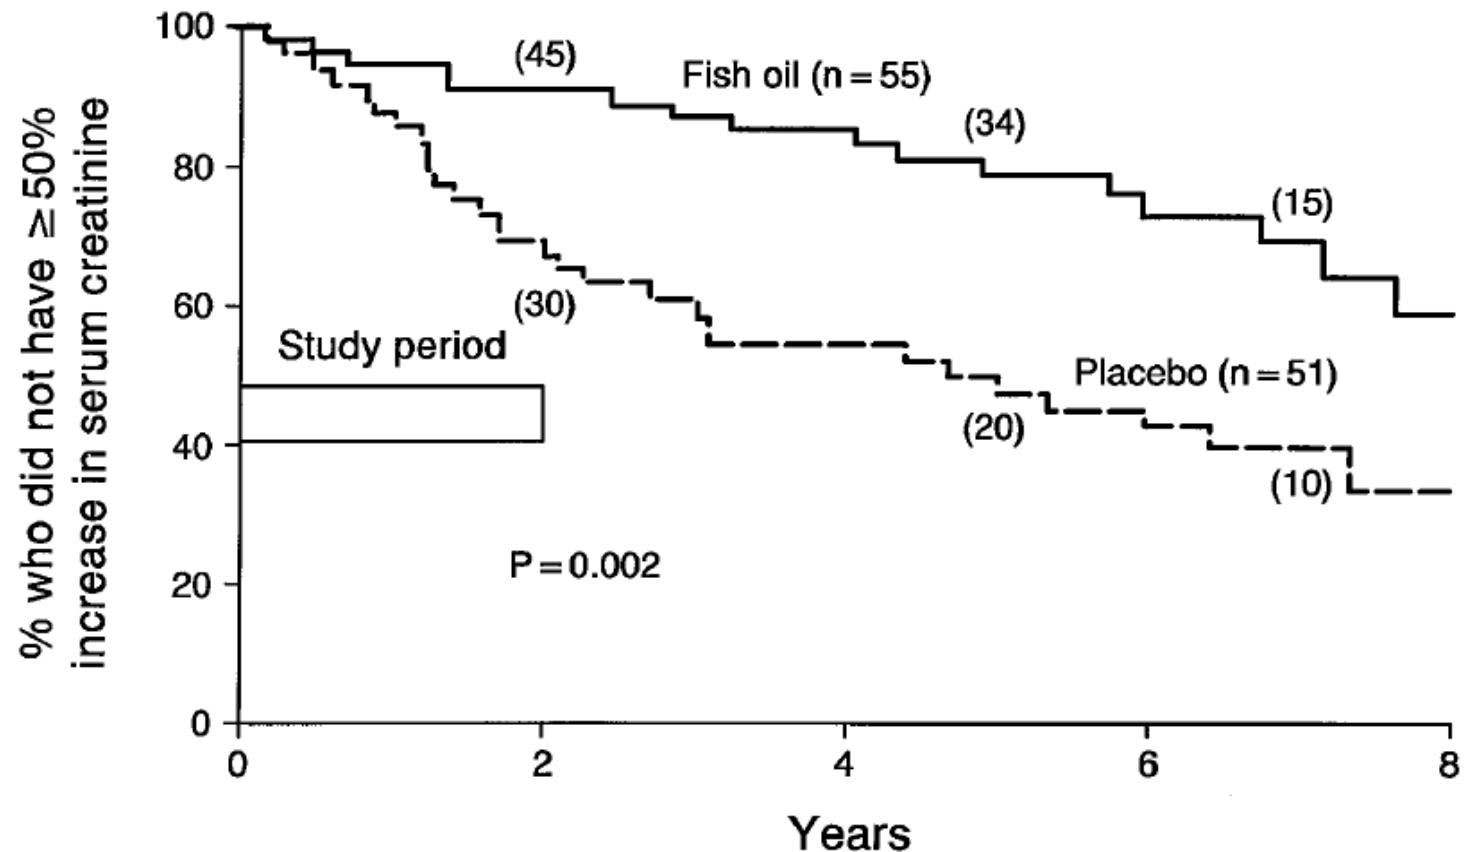 % who did not have ≥50%
increase in serum creatinine
100
80
60
40
20
0
(45)
Fish oil (n = 55)
(34)
(15)
(30)
Study period
Placebo (n = 51)
(20)
(10)
P = 0.002
0 2 4 6 8
Years